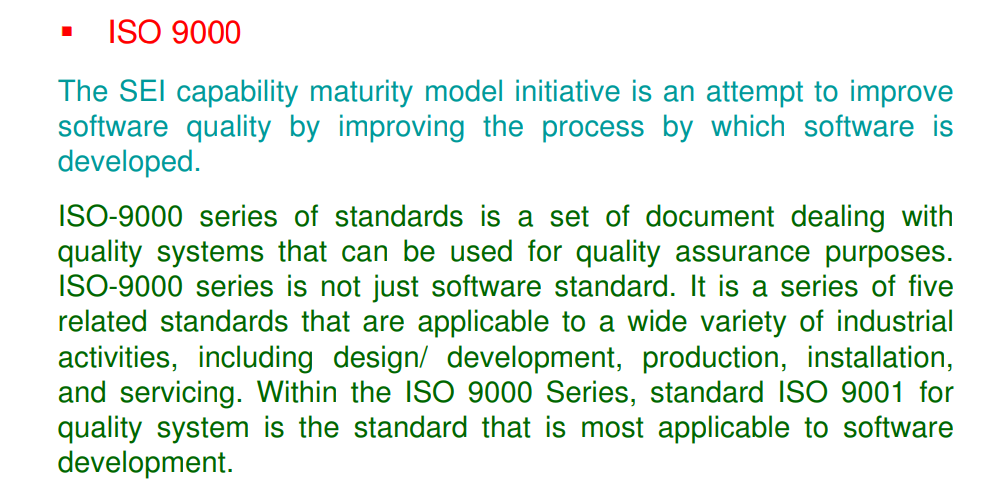 ▪ ISO 9000
The SEI capability maturity model initiative is an attempt to improve
software quality by improving the process by which software is
developed.
ISO-9000 series of standards is a set of document dealing with
quality systems that can be used for quality assurance purposes.
ISO-9000 series is not just software standard. It is a series of five
related standards that are applicable to a wide variety of industrial
activities, including design/ development, production, installation,
and servicing. Within the ISO 9000 Series, standard ISO 9001 for
quality system is the standard that is most applicable to software
development.